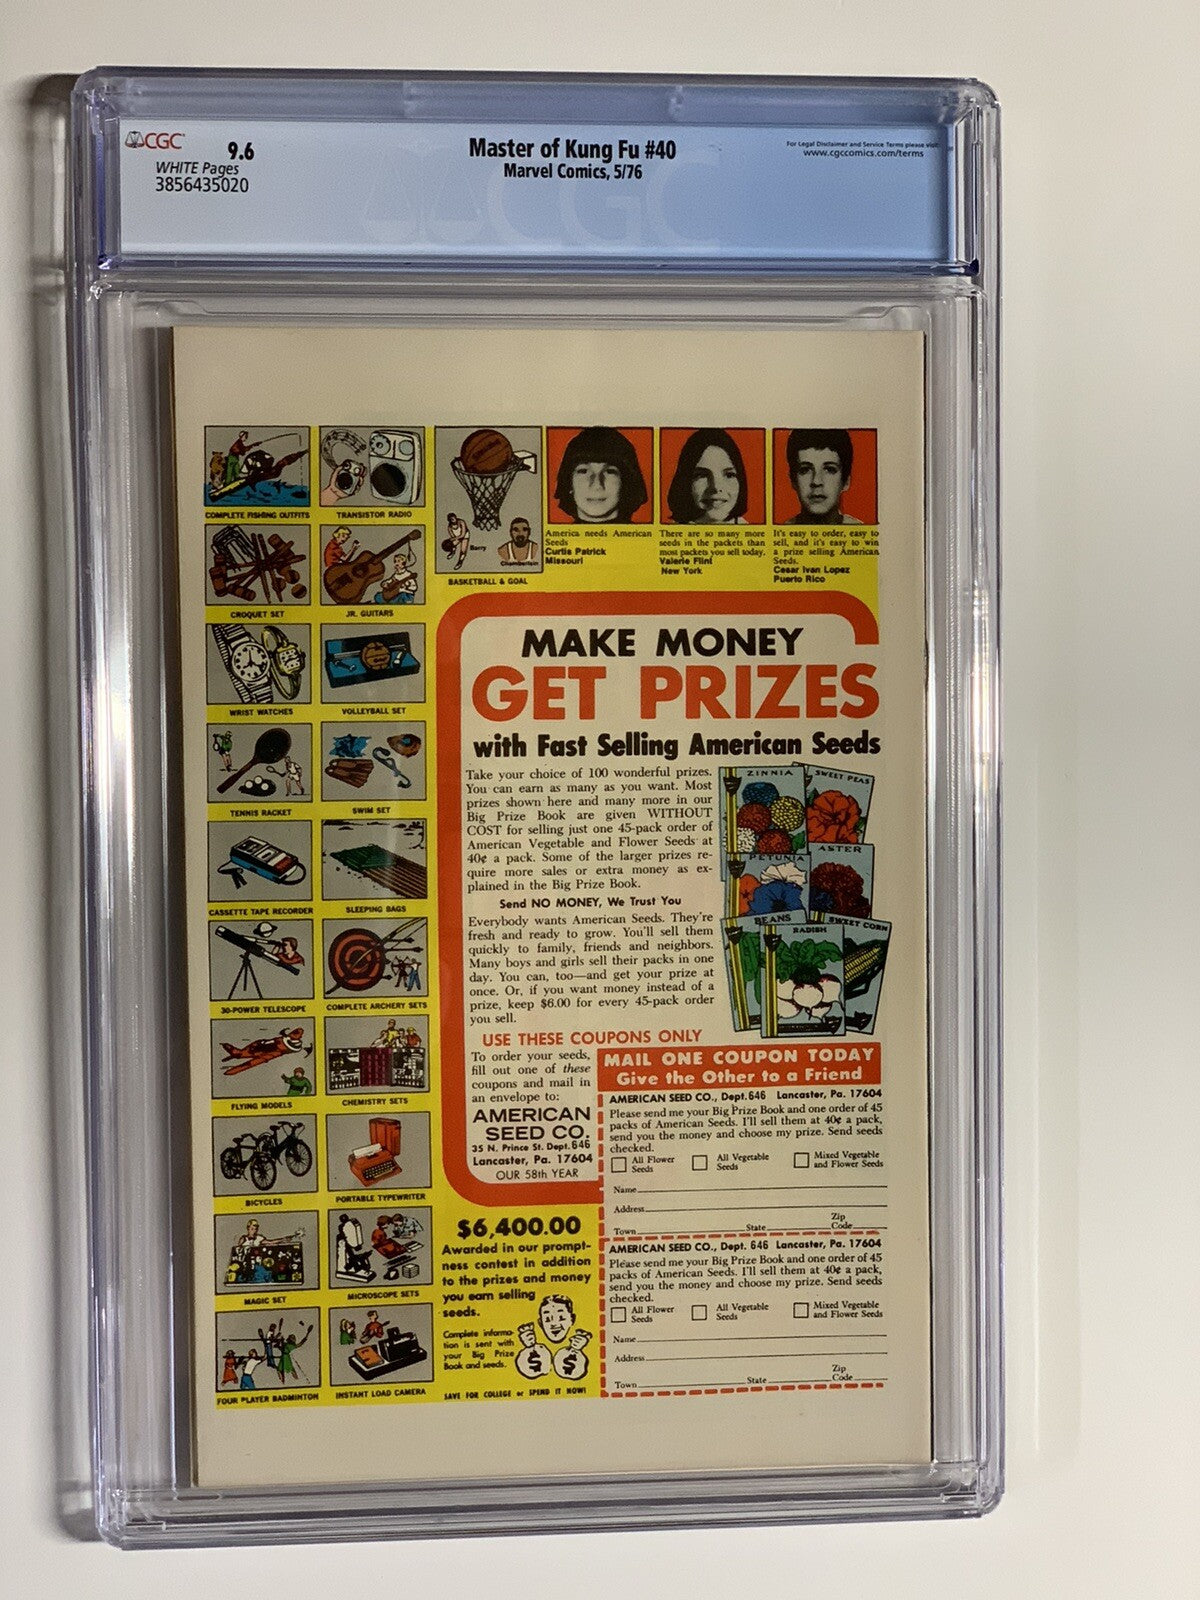 CGC
9.6
WHITE Pages
3856435020
Master of Kung Fu #40
Marvel Comics, 5/76
For Legal Disclaimer and Service Terms please visit
www.cgccomics.com/terms
CGC
COMPLETE FISHING OUTFITS
TRANSISTOR RADIO
CROQUET SET
JR. GUITARS
WRIST WATCHES
VOLLEYBALL SET
TENNIS RACKET
SWIM SET
CASSETTE TAPE RECORDER
SLEEPING BAGS
30-POWER TELESCOPE
COMPLETE ARCHERY SETS
FLYING MODELS
CHEMISTRY SETS
BICYCLES
PORTABLE TYPEWRITER
MAGIC SET
MICROSCOPE SETS
FOUR PLAYER BADMINTON
INSTANT LOAD CAMERA
Barry
Chamberlain
BASKETBALL & GOAL
America needs American
Seeds
Curtis Patrick
Missouri
There are so many more
seeds in the packets than
most packets you sell today.
Valerie Flint
New York
It's easy to order, easy to
sell, and it's easy to win
a prize selling American
Seeds.
Cesar Ivan Lopez
Puerto Rico
MAKE MONEY
GET PRIZES
with Fast Selling American Seeds
Take your choice of 100 wonderful prizes.
You can earn as many as you want. Most
prizes shown here and many more in our
Big Prize Book are given WITHOUT
COST for selling just one 45-pack order of
American Vegetable and Flower Seeds at
40¢ a pack. Some of the larger prizes re-
quire more sales or extra money as ex-
plained in the Big Prize Book.
Send NO MONEY, We Trust You
Everybody wants American Seeds. They're
fresh and ready to grow. You'll sell them
quickly to family, friends and neighbors.
Many boys and girls sell their packs in one
day. You can, too—and get your prize at
once. Or, if you want money instead of a
prize, keep $6.00 for every 45-pack order
you sell.
ZINNIA
SWEET PEAS
PETUNIA
ASTER
BEANS
RADISH
SWEET CORN
USE THESE COUPONS ONLY
To order your seeds,
fill out one of these
coupons and mail in
an envelope to:
AMERICAN
SEED CO.
35 N. Prince St. Dept. 646
Lancaster, Pa. 17604
OUR 58th YEAR
MAIL ONE COUPON TODAY
Give the Other to a Friend
AMERICAN SEED CO., Dept. 646 Lancaster, Pa. 17604
Please send me your Big Prize Book and one order of 45
packs of American Seeds. I'll sell them at 40¢ a pack,
send you the money and choose my prize. Send seeds
checked.
All Flower
Seeds
All Vegetable
Seeds
Mixed Vegetable
and Flower Seeds
Name
Address
Town State Zip Code
AMERICAN SEED CO., Dept. 646 Lancaster, Pa. 17604
Please send me your Big Prize Book and one order of 45
packs of American Seeds. I'll sell them at 40¢ a pack,
send you the money and choose my prize. Send seeds
checked.
All Flower
Seeds
All Vegetable
Seeds
Mixed Vegetable
and Flower Seeds
Name
Address
Town State Zip Code
$6,400.00
Awarded in our prompt-
ness contest in addition
to the prizes and money
you earn selling
seeds.
Complete informa-
tion is sent with
your Big Prize
Book and seeds.
$ $
SAVE FOR COLLEGE or SPEND IT NOW!